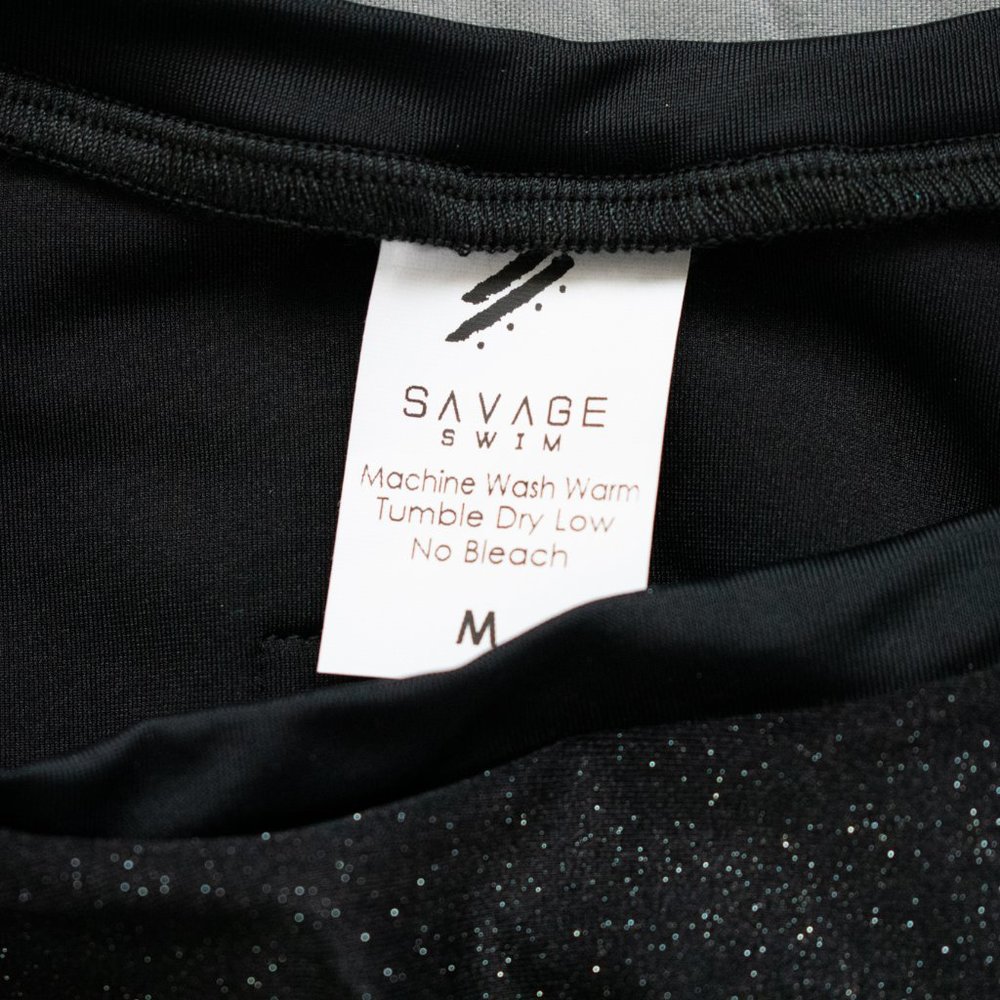 SAVAGE
SWIM
Machine Wash Warm
Tumble Dry Low
No Bleach
M